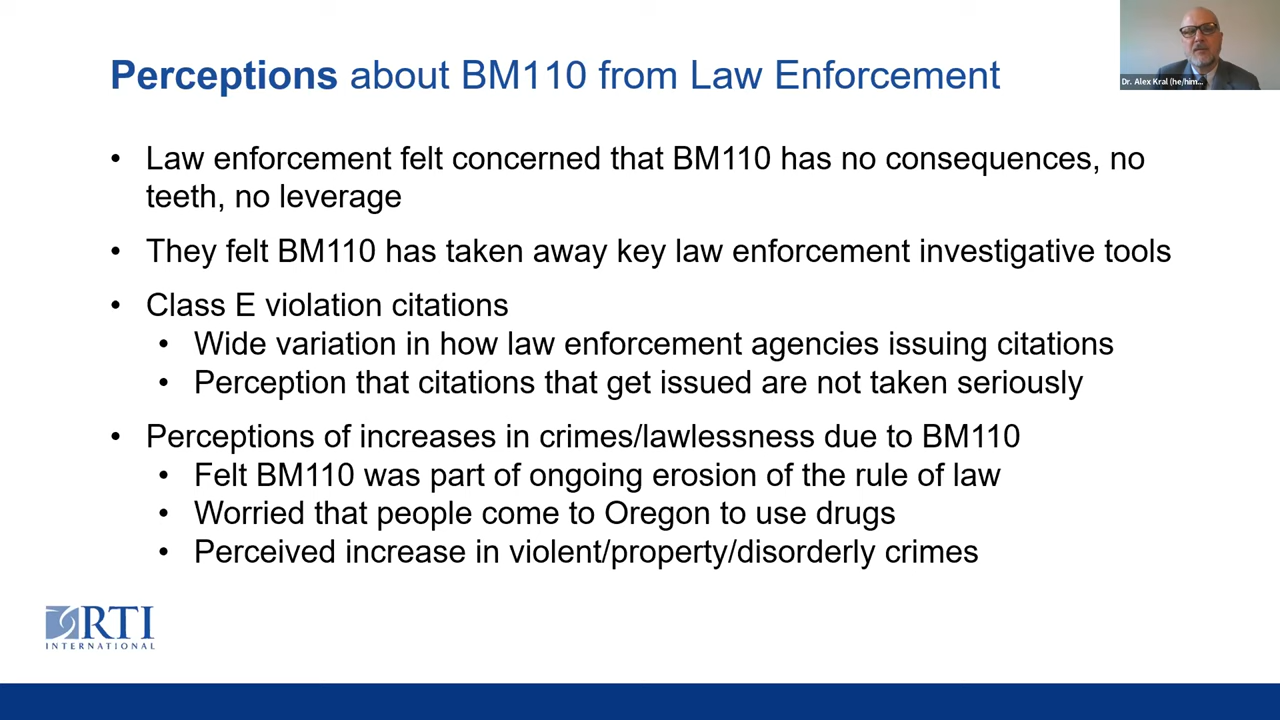 Perceptions about BM110 from Law Enforcement
Dr. Alex Kral (he/him...
• Law enforcement felt concerned that BM110 has no consequences, no
teeth, no leverage
• They felt BM110 has taken away key law enforcement investigative tools
• Class E violation citations
• Wide variation in how law enforcement agencies issuing citations
• Perception that citations that get issued are not taken seriously
• Perceptions of increases in crimes/lawlessness due to BM110
• Felt BM110 was part of ongoing erosion of the rule of law
• Worried that people come to Oregon to use drugs
• Perceived increase in violent/property/disorderly crimes
RTI
INTERNATIONAL